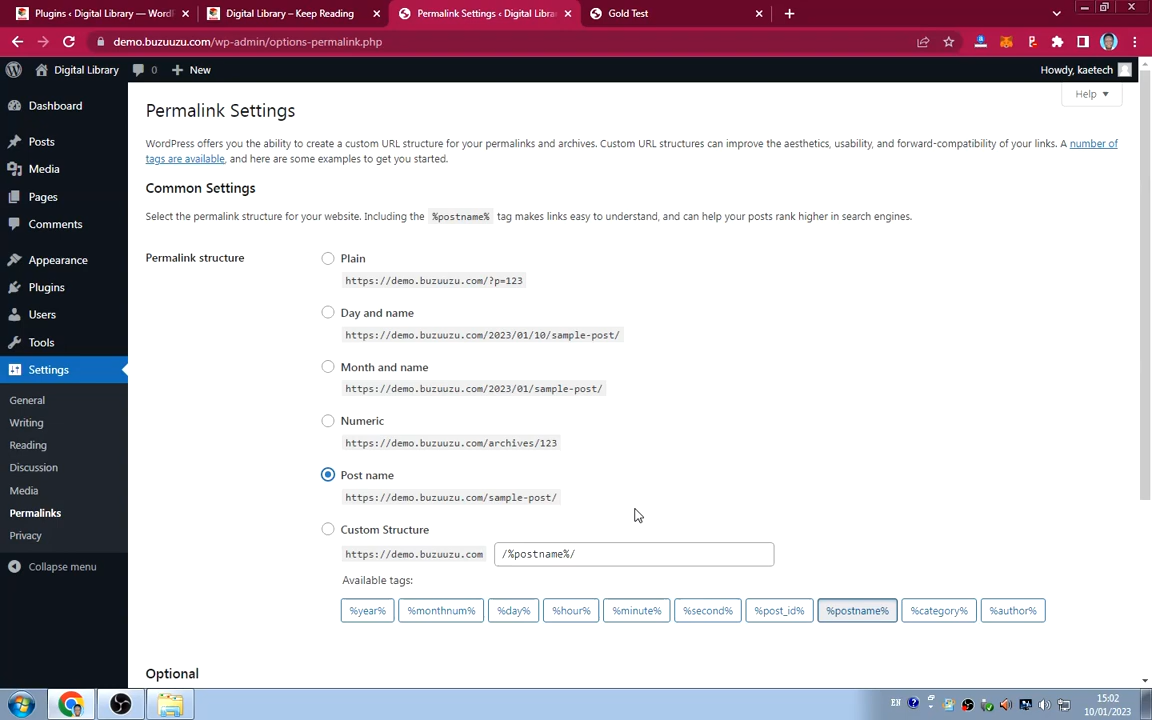 Plugins ‹ Digital Library — WordP
Digital Library – Keep Reading
Permalink Settings ‹ Digital Libra
Gold Test
demo.buzuuzu.com/wp-admin/options-permalink.php
Digital Library
0
New
Howdy, kaetech
Help
Dashboard
Posts
Media
Pages
Comments
Appearance
Plugins
Users
Tools
Settings
General
Writing
Reading
Discussion
Media
Permalinks
Privacy
Collapse menu
Permalink Settings
WordPress offers you the ability to create a custom URL structure for your permalinks and archives. Custom URL structures can improve the aesthetics, usability, and forward-compatibility of your links. A number of
tags are available, and here are some examples to get you started.
Common Settings
Select the permalink structure for your website. Including the %postname% tag makes links easy to understand, and can help your posts rank higher in search engines.
Permalink structure
Plain
https://demo.buzuuzu.com/?p=123
Day and name
https://demo.buzuuzu.com/2023/01/10/sample-post/
Month and name
https://demo.buzuuzu.com/2023/01/sample-post/
Numeric
https://demo.buzuuzu.com/archives/123
Post name
https://demo.buzuuzu.com/sample-post/
Custom Structure
https://demo.buzuuzu.com /%postname%/
Available tags:
%year% %monthnum% %day% %hour% %minute% %second% %post_id% %postname% %category% %author%
Optional
EN
15:02
10/01/2023